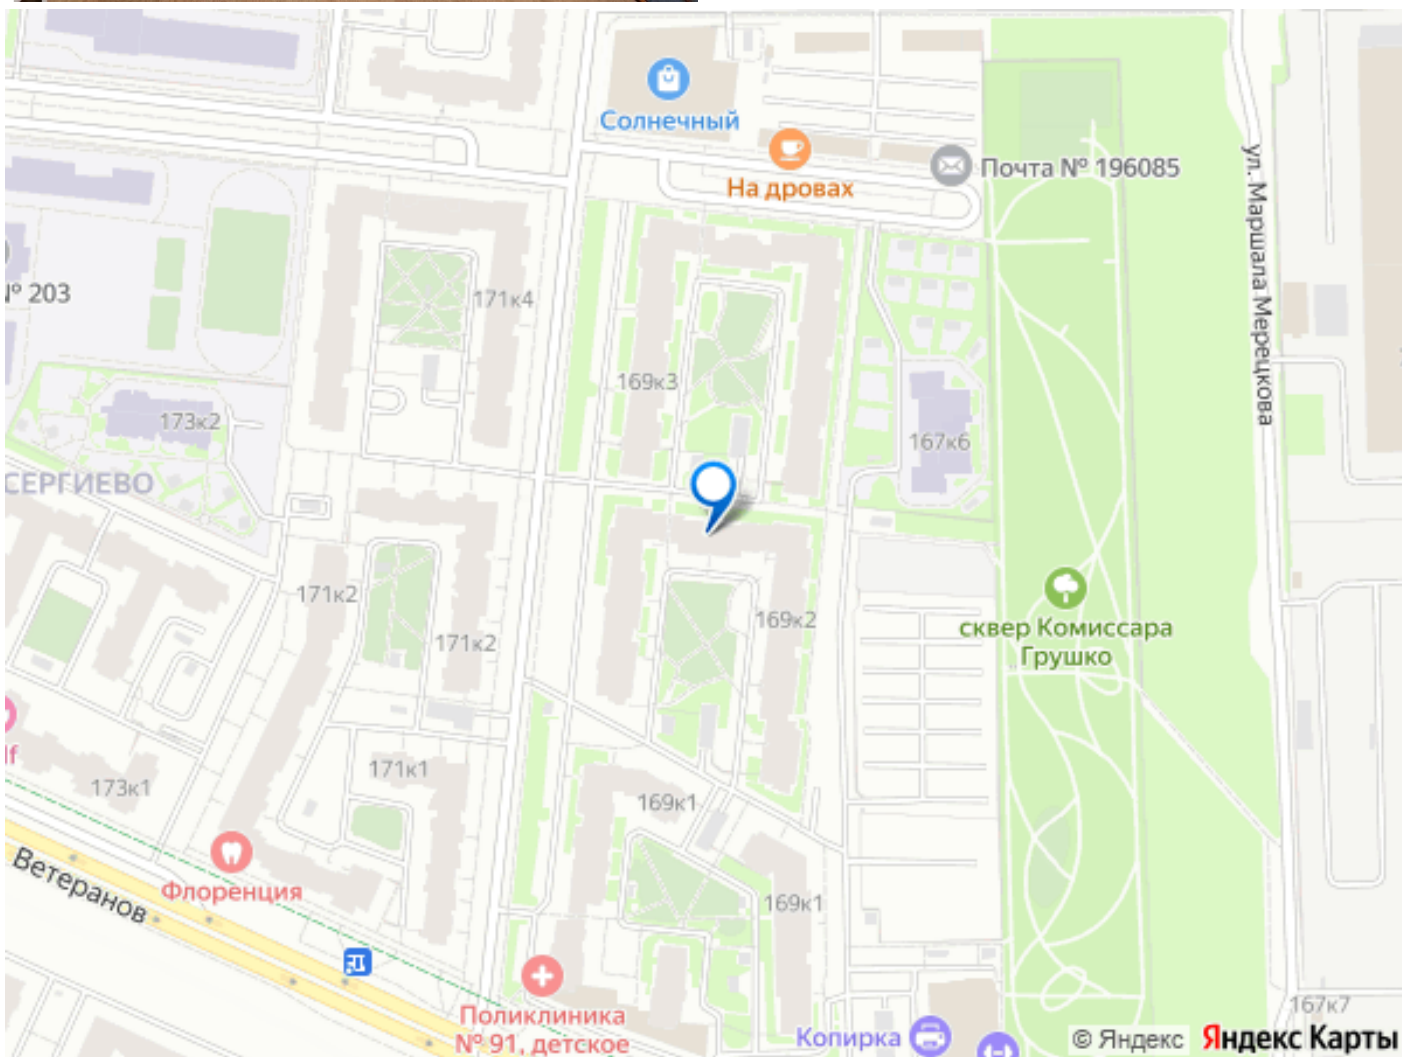 Солнечный
На дровах
Почта № 196085
ул. Маршала Мерецкова
№ 203
171к4
169к3
173к2
167к6
СЕРГИЕВО
171к2
171к2
169к2
сквер Комиссара
Грушко
173к1
171к1
169к1
Флоренция
Ветеранов
169к1
Поликлиника
№ 91, детское
Копирка
167к7
© Яндекс
Яндекс Карты